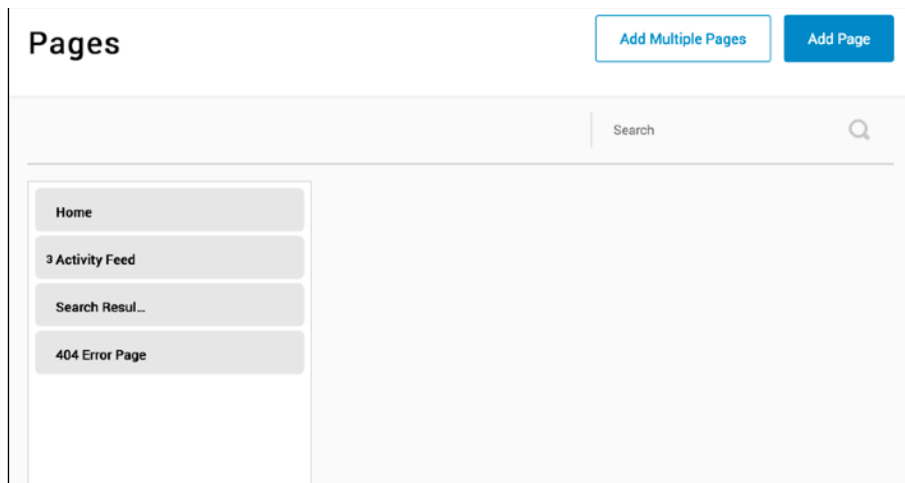 Pages
Add Multiple Pages
Add Page
Search
Home
3 Activity Feed
Search Resul...
404 Error Page